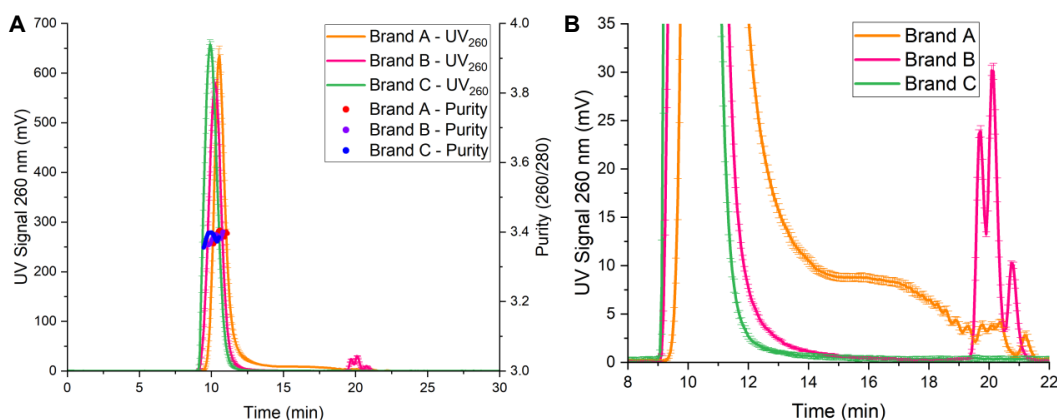 A
700
600
500
400
300
200
100
0
UV Signal 260 nm (mV)
0
5
10
15
20
25
30
Time (min)
4.0
3.8
3.6
3.4
3.2
3.0
Purity (260/280)
Brand A - UV260
Brand B - UV260
Brand C - UV260
Brand A - Purity
Brand B - Purity
Brand C - Purity
B
35
30
25
20
15
10
5
0
UV Signal 260 nm (mV)
8
10
12
14
16
18
20
22
Time (min)
Brand A
Brand B
Brand C